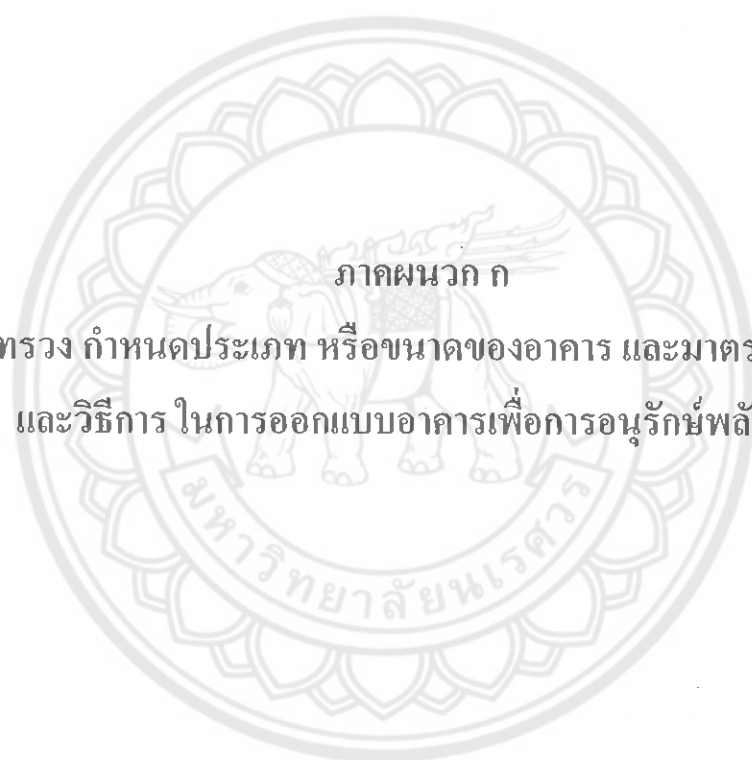 ภาคผนวก ก
ทรวง กำหนดประเภท หรือขนาดของอาคาร และมาตร
และวิธีการ ในการออกแบบอาคารเพื่อการอนุรักษ์พลั
มหาวิทยาลัยนเรศวร